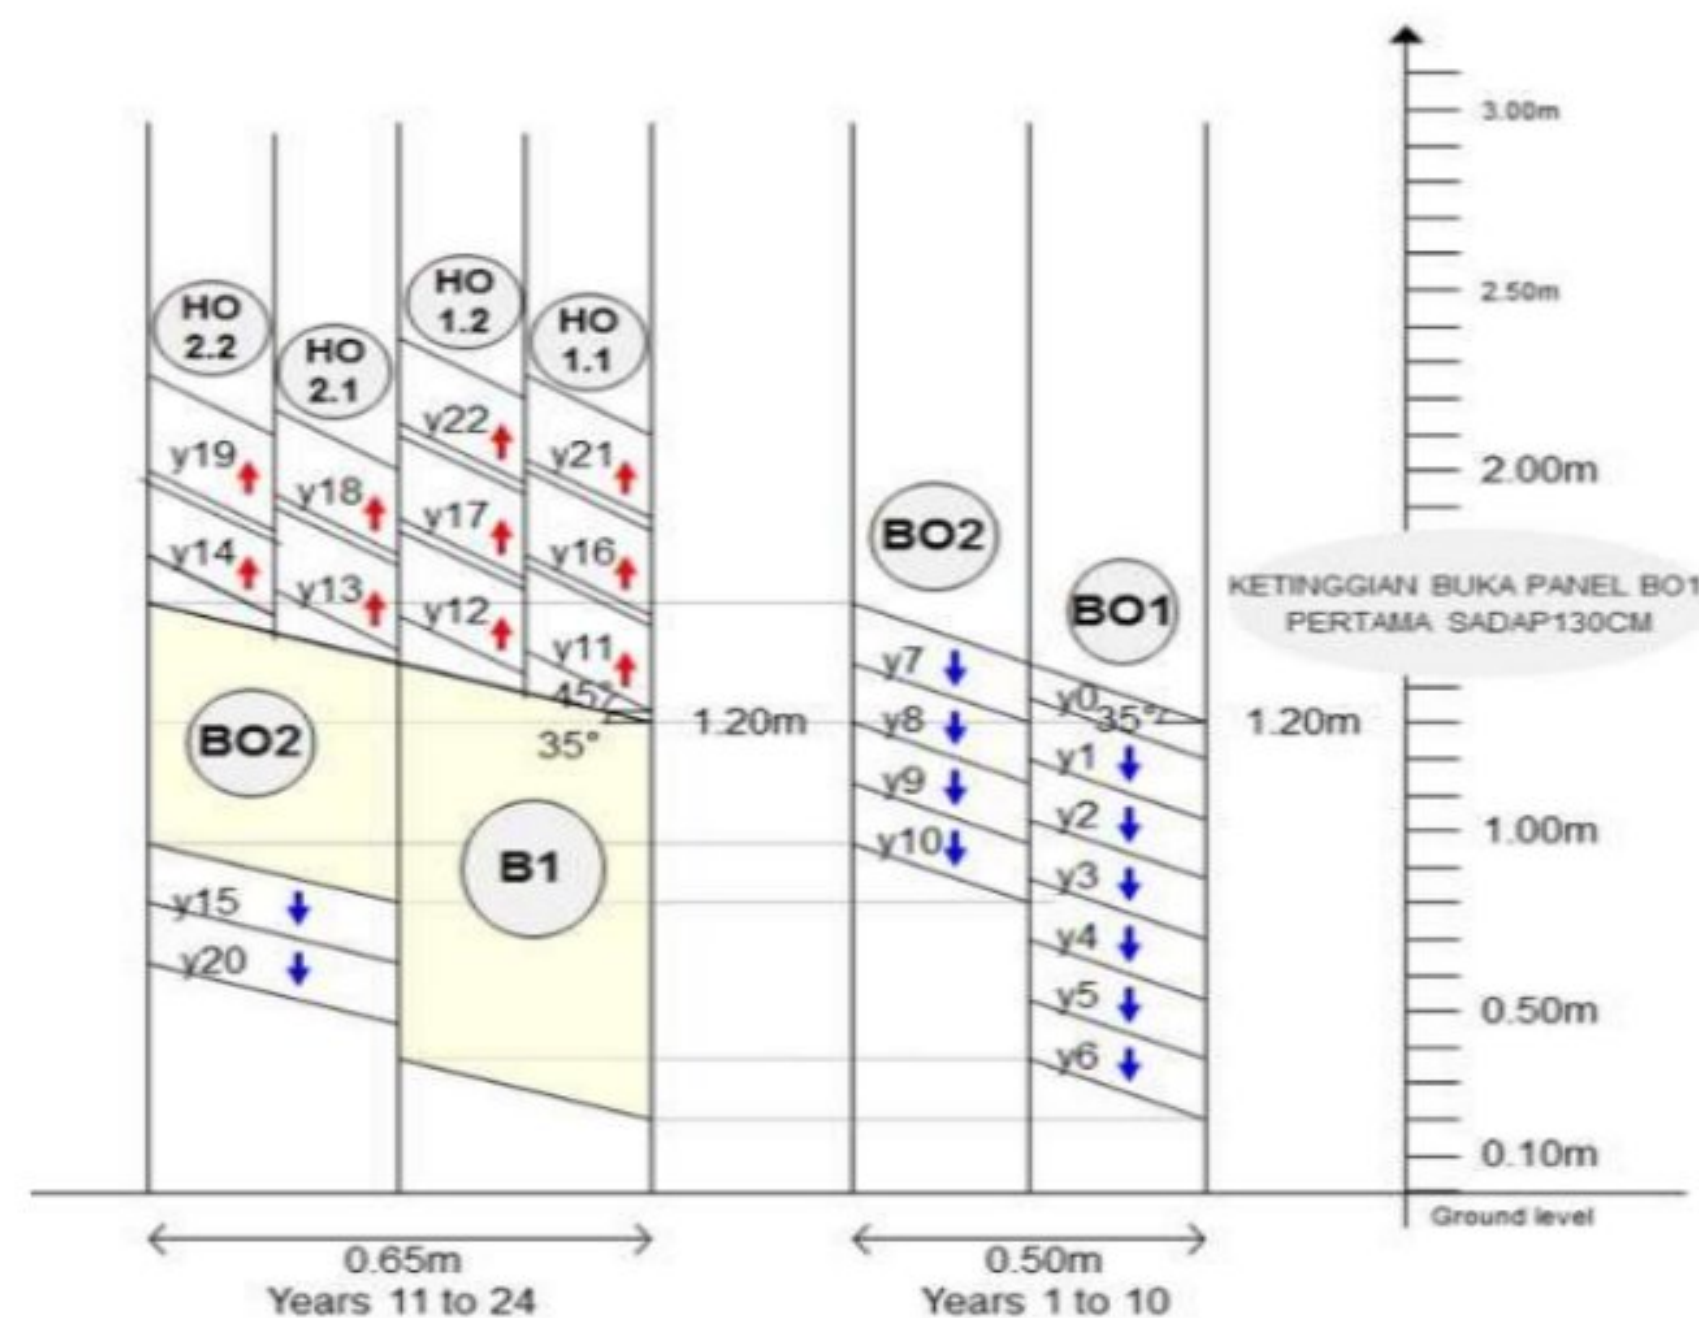 HO
2.2
HO
2.1
HO
1.2
HO
1.1
y19
y18
y22
y21
y14
y13
y17
y16
y12
y11
45°
35°
BO2
B1
y15
y20
1.20m
BO2
BO1
y7
y8
y9
y10
y0
35°
y1
y2
y3
y4
y5
y6
1.20m
3.00m
2.50m
2.00m
KETINGGIAN BUKA PANEL BO1
PERTAMA SADAP130CM
1.00m
0.50m
0.10m
Ground level
0.65m
Years 11 to 24
0.50m
Years 1 to 10